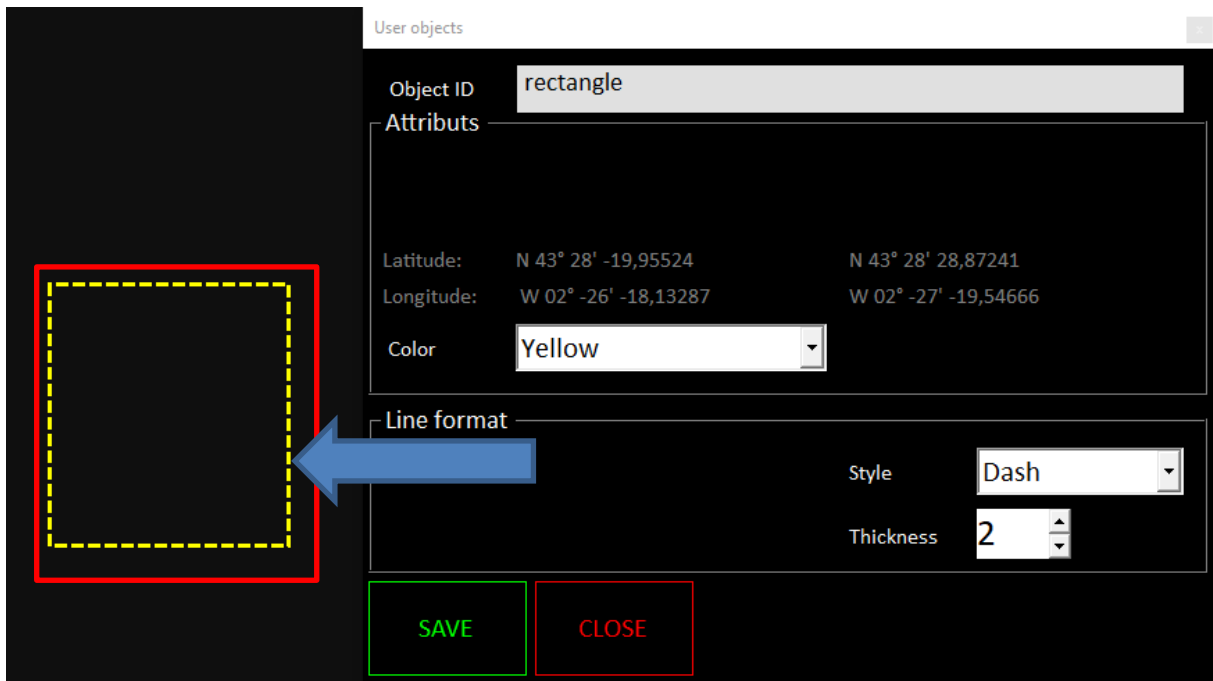 User objects
x
Object ID rectangle
Attributs
Latitude: N 43° 28' -19,95524 N 43° 28' 28,87241
Longitude: W 02° -26' -18,13287 W 02° -27' -19,54666
Color Yellow
Line format
Style Dash
Thickness 2
SAVE CLOSE